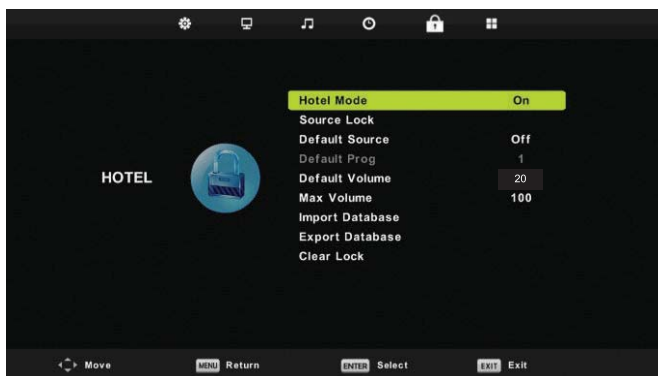 Hotel Mode On
Source Lock
Default Source Off
Default Prog 1
HOTEL
Default Volume 20
Max Volume 100
Import Database
Export Database
Clear Lock
Move MENU Return ENTER Select EXIT Exit